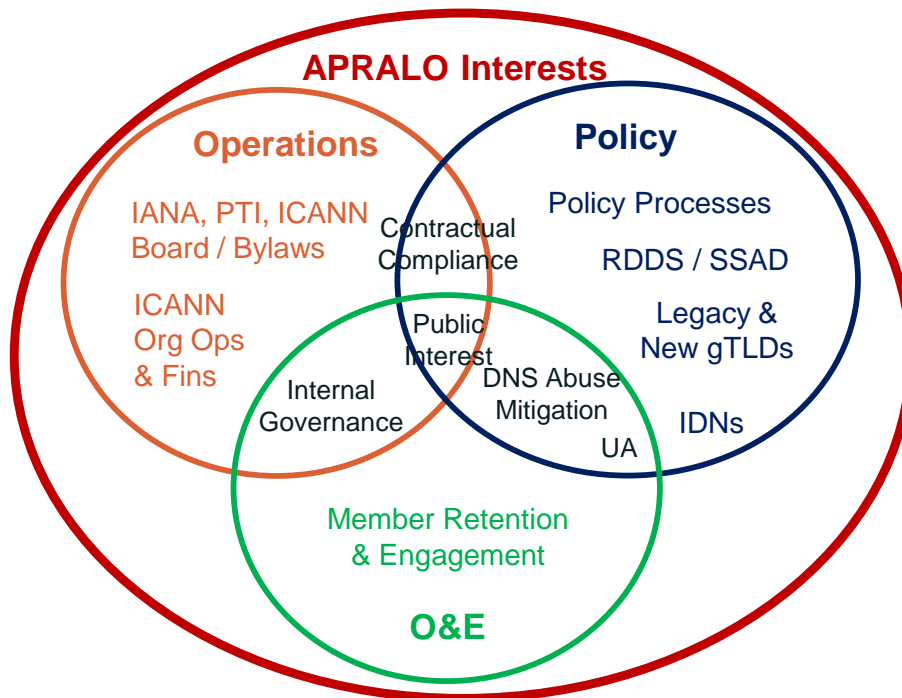 APRALO Interests
Operations
Policy
IANA, PTI, ICANN
Board / Bylaws
ICANN
Org Ops
& Fins
Contractual
Compliance
Policy Processes
RDDS / SSAD
Legacy &
New gTLDs
IDNs
Public
Interest
Internal
Governance
DNS Abuse
Mitigation
UA
Member Retention
& Engagement
O&E